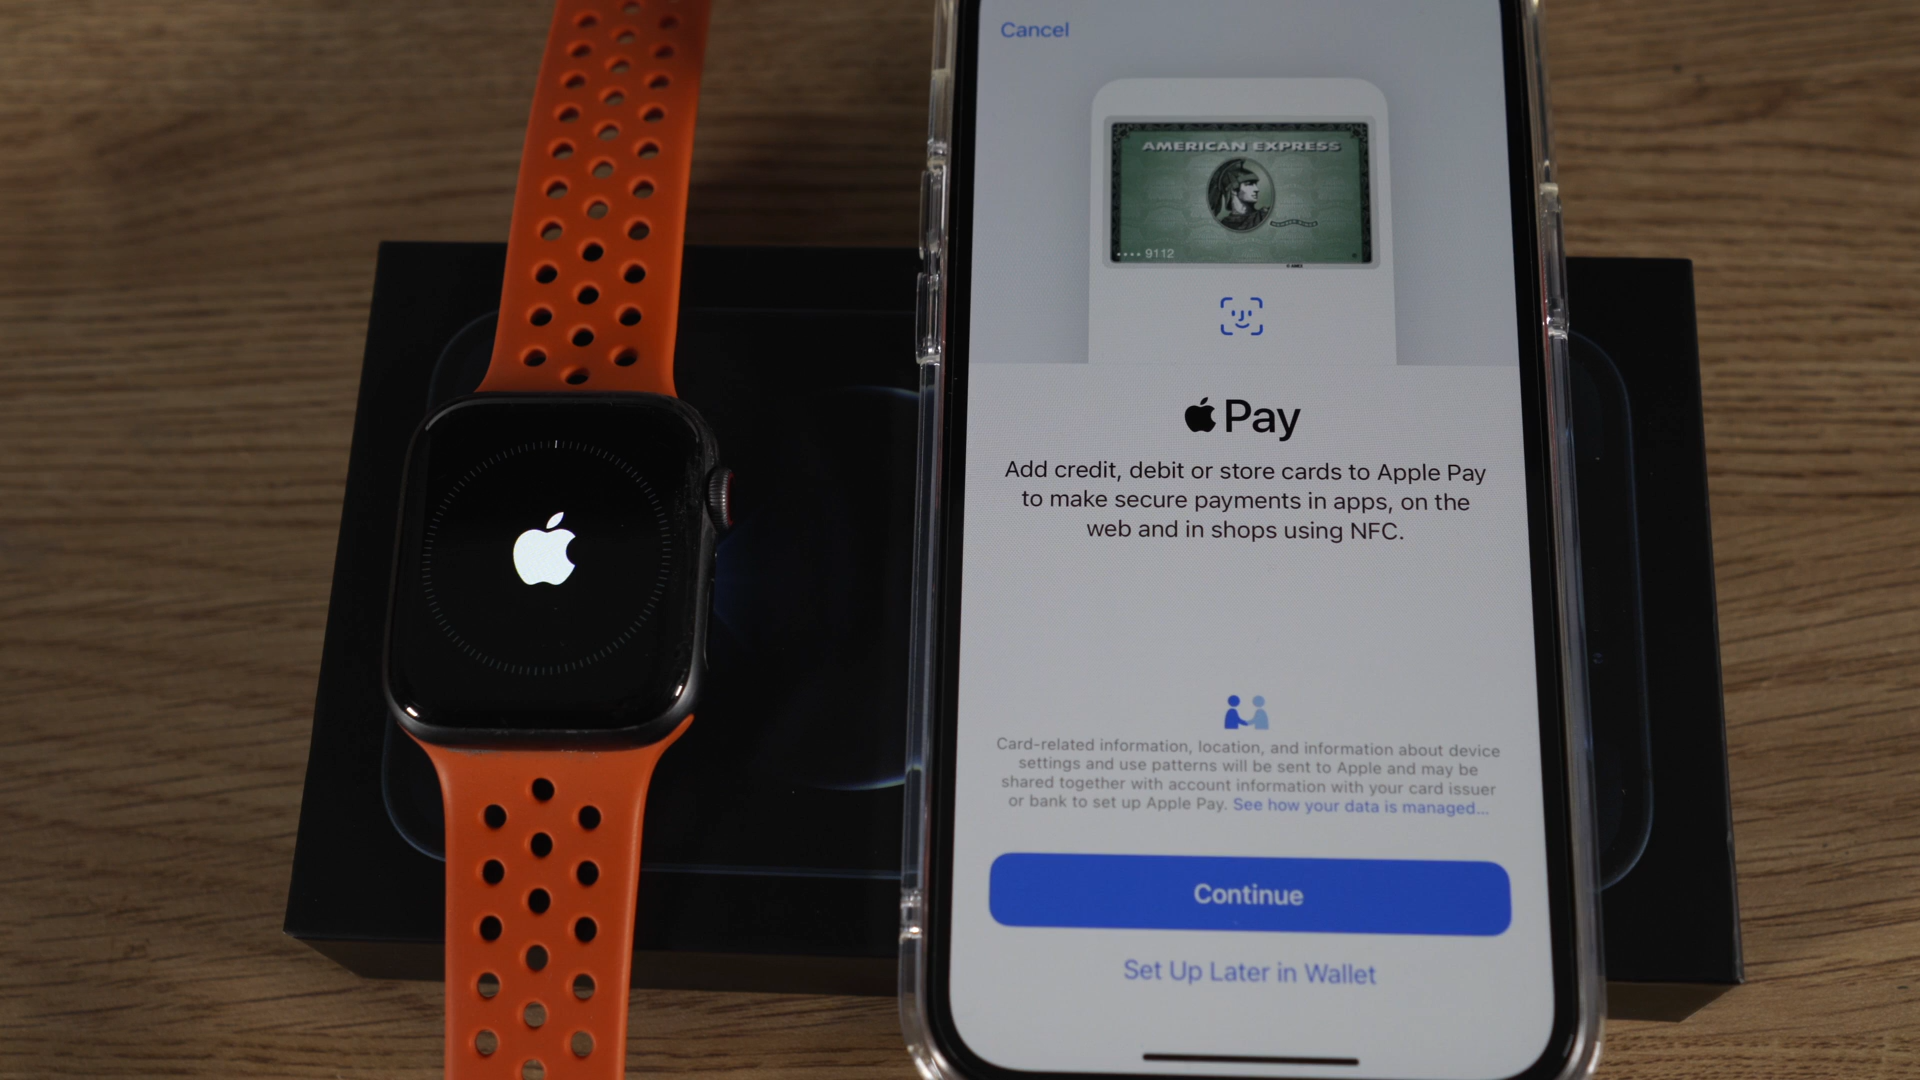 Cancel
AMERICAN EXPRESS
•••• 9112
Pay
Add credit, debit or store cards to Apple Pay
to make secure payments in apps, on the
web and in shops using NFC.
Card-related information, location, and information about device
settings and use patterns will be sent to Apple and may be
shared together with account information with your card issuer
or bank to set up Apple Pay. See how your data is managed...
Continue
Set Up Later in Wallet